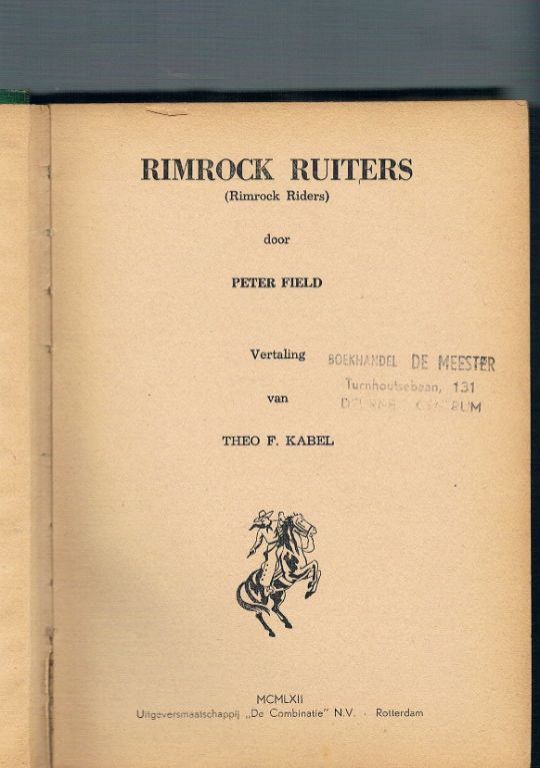 RIMROCK RUITERS
(Rimrock Riders)
door
PETER FIELD
Vertaling
van
THEO F. KABEL
BOEKHANDEL DE MEESTER
Turnhoutsebaan, 131
MCMLXII
Uitgeversmaatschappij „De Combinatie" N.V. - Rotterdam